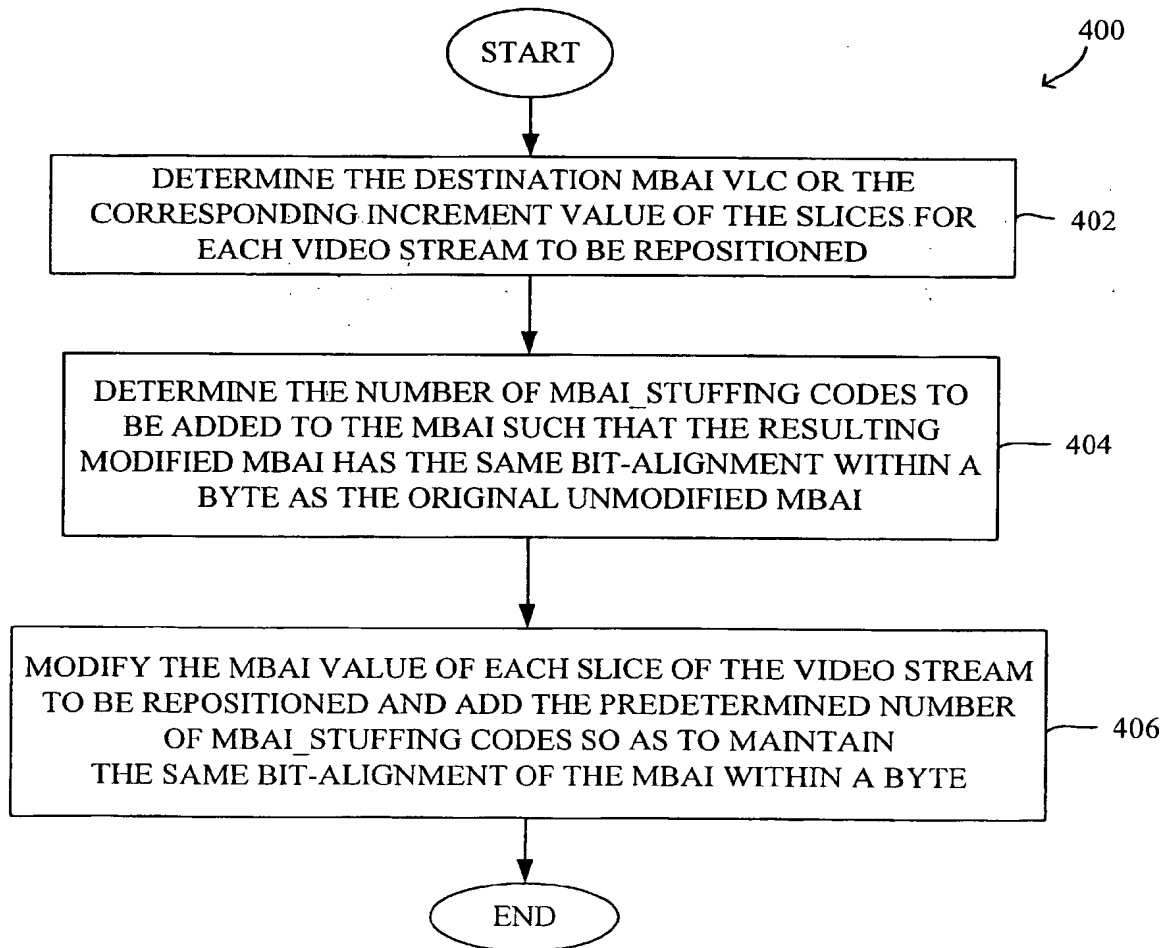 START
400
DETERMINE THE DESTINATION MBAI VLC OR THE
CORRESPONDING INCREMENT VALUE OF THE SLICES FOR
EACH VIDEO STREAM TO BE REPOSITIONED
402
DETERMINE THE NUMBER OF MBAI_STUFFING CODES TO
BE ADDED TO THE MBAI SUCH THAT THE RESULTING
MODIFIED MBAI HAS THE SAME BIT-ALIGNMENT WITHIN A
BYTE AS THE ORIGINAL UNMODIFIED MBAI
404
MODIFY THE MBAI VALUE OF EACH SLICE OF THE VIDEO STREAM
TO BE REPOSITIONED AND ADD THE PREDETERMINED NUMBER
OF MBAI_STUFFING CODES SO AS TO MAINTAIN
THE SAME BIT-ALIGNMENT OF THE MBAI WITHIN A BYTE
406
END